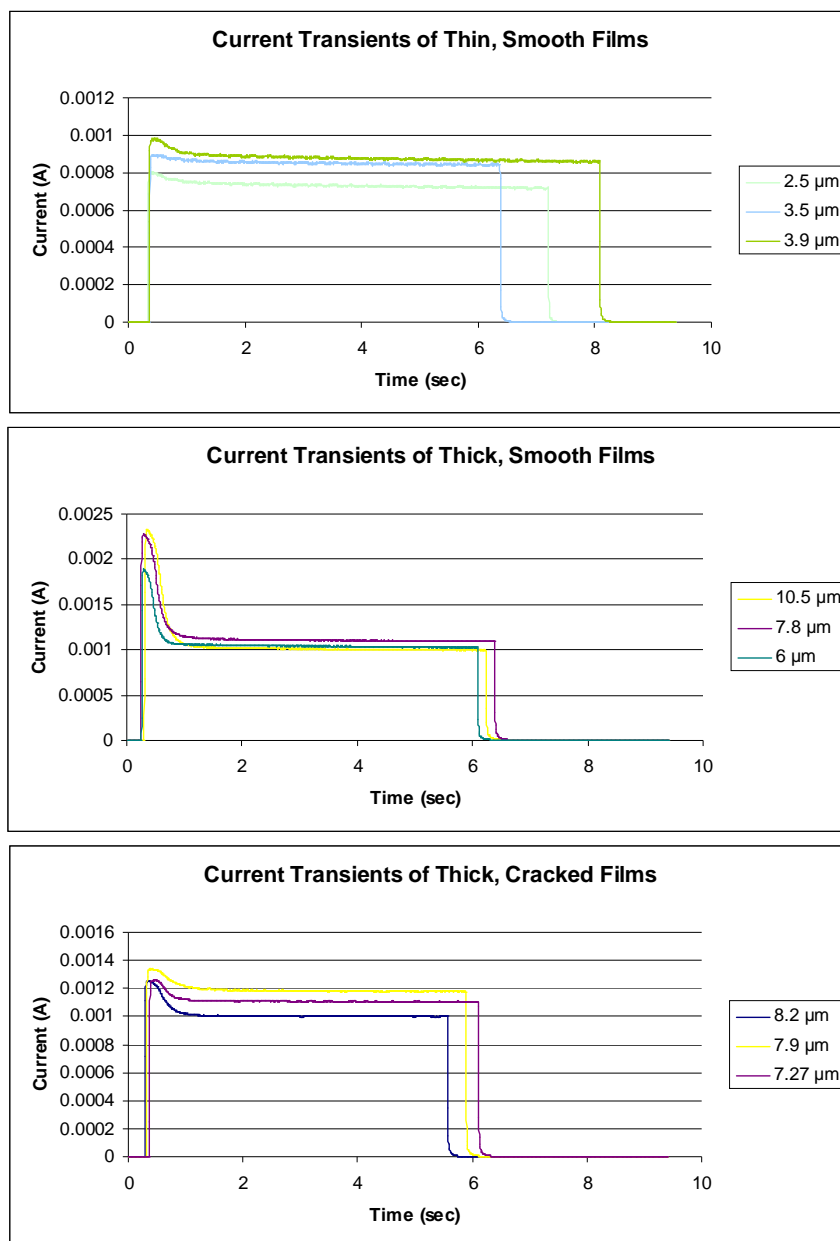 Current Transients of Thin, Smooth Films
0.0012
0.001
0.0008
0.0006
0.0004
0.0002
0
Current (A)
0 2 4 6 8 10
Time (sec)
2.5 µm
3.5 µm
3.9 µm
Current Transients of Thick, Smooth Films
0.0025
0.002
0.0015
0.001
0.0005
0
Current (A)
0 2 4 6 8 10
Time (sec)
10.5 µm
7.8 µm
6 µm
Current Transients of Thick, Cracked Films
0.0016
0.0014
0.0012
0.001
0.0008
0.0006
0.0004
0.0002
0
Current (A)
0 2 4 6 8 10
Time (sec)
8.2 µm
7.9 µm
7.27 µm